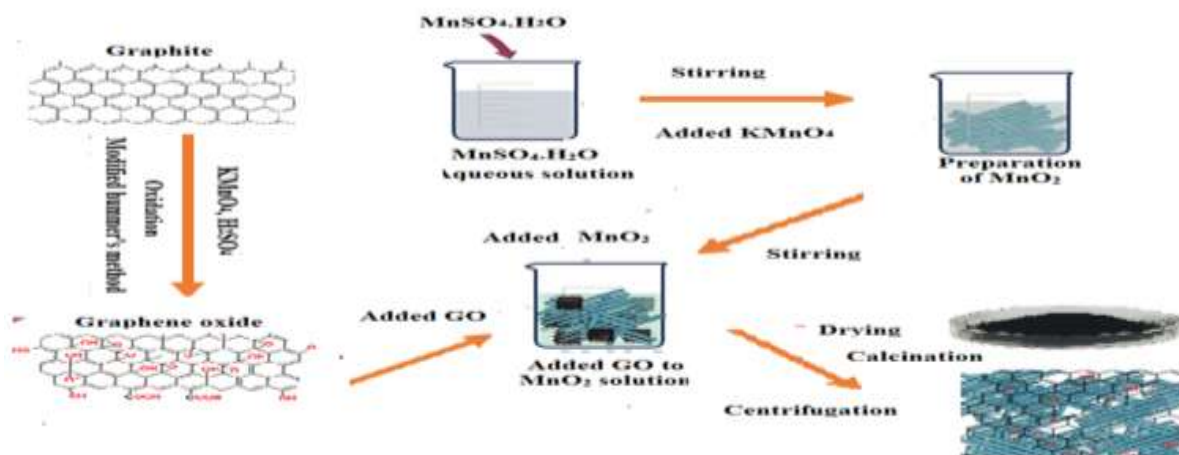 MnSO₄.H₂O
Graphite
Stirring
Added KMnO₄
MnSO₄.H₂O
Aqueous solution
Preparation
of MnO₂
KMnO₄, H₂SO₄
Oxidation
Modified hummer's method
Added MnO₂
Stirring
Graphene oxide
Added GO
Added GO to
MnO₂ solution
Drying
Calcination
Centrifugation